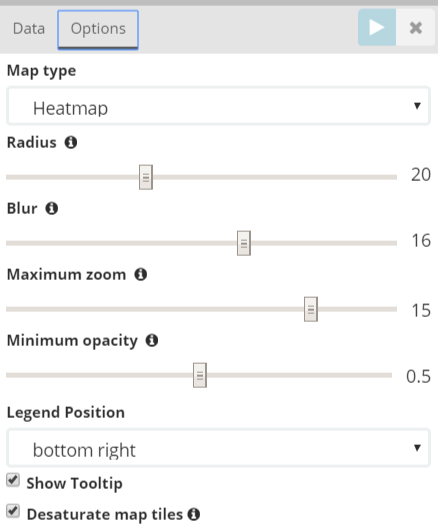 Data Options
Map type
Heatmap
Radius
20
Blur
16
Maximum zoom
15
Minimum opacity
0.5
Legend Position
bottom right
Show Tooltip
Desaturate map tiles